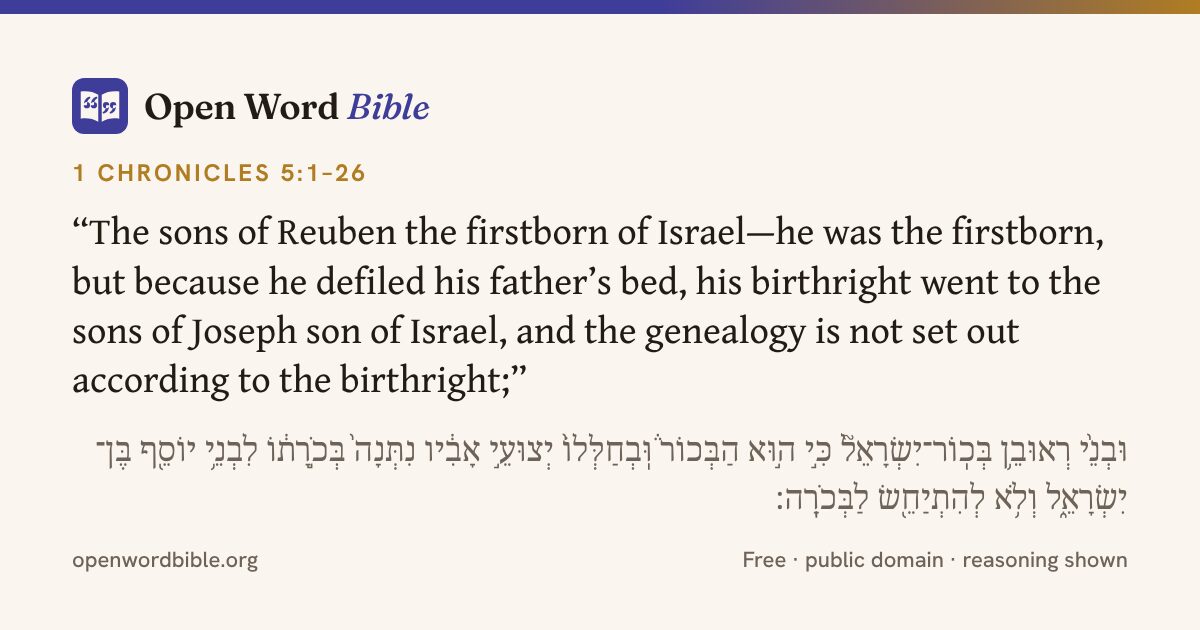 Open Word Bible
1 CHRONICLES 5:1–26
“The sons of Reuben the firstborn of Israel—he was the firstborn,
but because he defiled his father’s bed, his birthright went to the
sons of Joseph son of Israel, and the genealogy is not set out
according to the birthright;”
וּבְנֵ֨י רְאוּבֵ֥ן בְּכֽוֹר־יִשְׂרָאֵל֮ כִּ֣י ה֣וּא הַבְּכוֹר֒ וּֽבְחַלְּלוֹ֙ יְצוּעֵ֣י אָבִ֔יו נִתְּנָה֙ בְּכֹ֣רָת֔וֹ לִבְנֵ֥י יוֹסֵ֖ף בֶּן־
יִשְׂרָאֵ֑ל וְלֹ֥א לְהִתְיַחֵ֖שׂ לַבְּכֹרָֽה׃
openwordbible.org
Free · public domain · reasoning shown